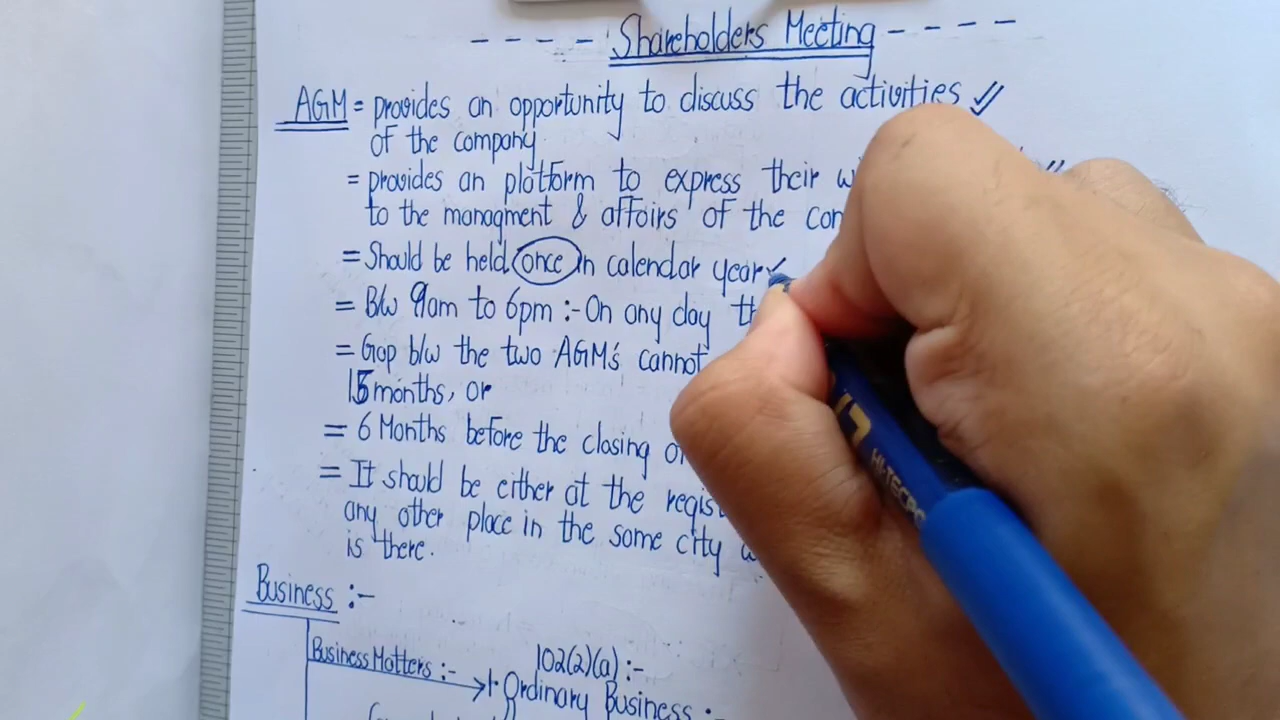 - - - - Shareholders Meeting - - - -
AGM = provides an opportunity to discuss the activities
of the company.
= provides an platform to express their
to the managment & affairs of the
= Should be held once in calendar year
= B/w 9am to 6pm :- On any day
= Gap b/w the two AGM's cannot
15 months, or
= 6 Months before the closing
= It should be either at the
any other place in the same city
is there.
Business :-
Business Matters :- 102(2)(a) :-
1. Ordinary Business :-
HI-TECPO